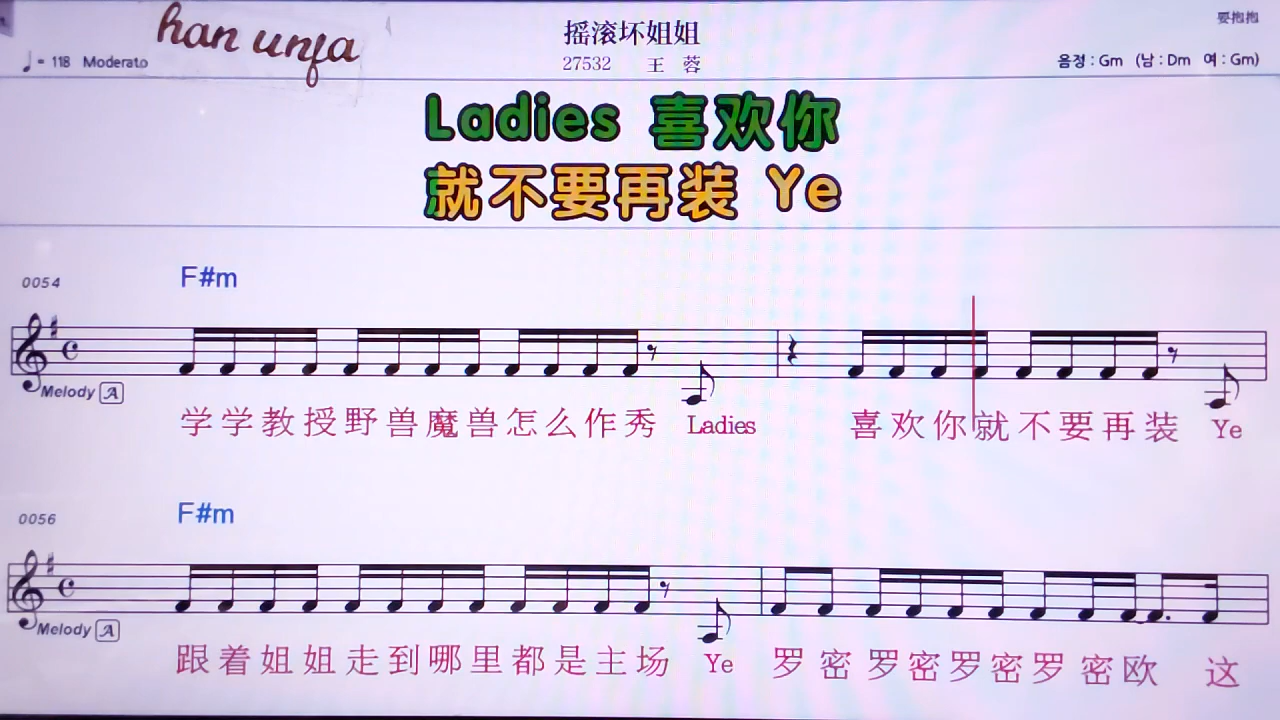 han unfa
摇滚坏姐姐
要抱抱
♩= 118 Moderato
27532 王 蓉
음정 : Gm (남 : Dm 여 : Gm)
Ladies 喜欢你
就不要再装 Ye
0054
F#m
Melody A
学学教授野兽魔兽怎么作秀 Ladies 喜欢你就不要再装 Ye
0056
F#m
Melody A
跟着姐姐走到哪里都是主场 Ye 罗密罗密罗密罗密欧 这